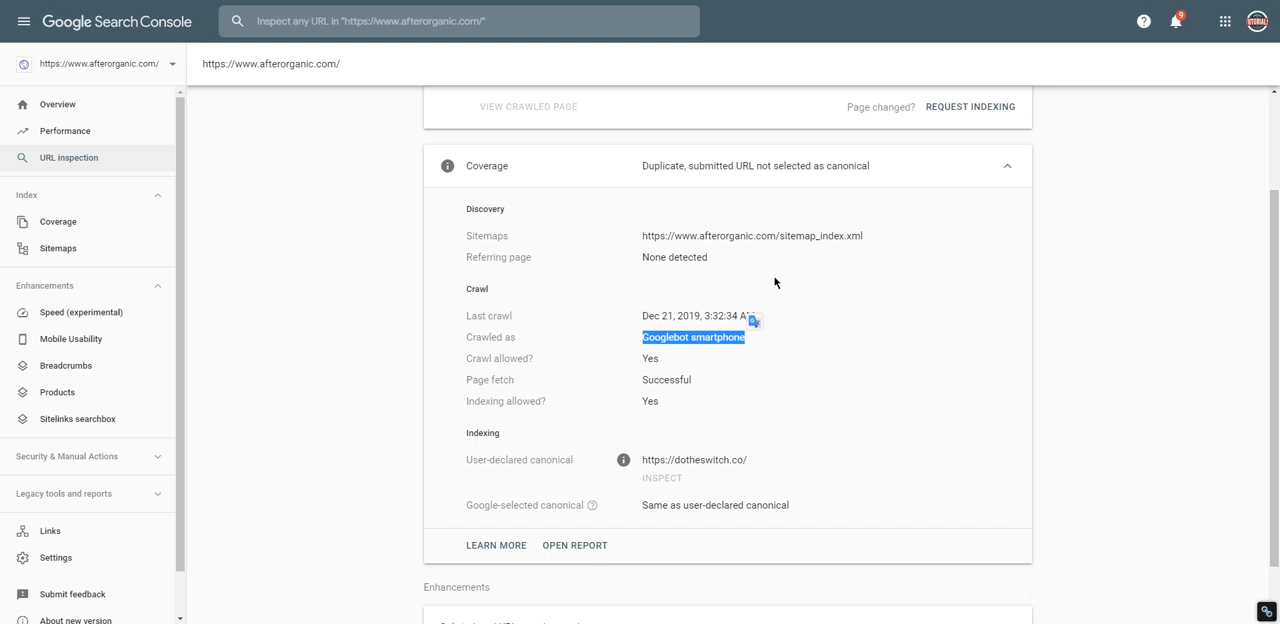 Google Search Console
Inspect any URL in "https://www.afterorganic.com/"
9
https://www.afterorganic.com/
https://www.afterorganic.com/
Overview
Performance
URL inspection
Index
Coverage
Sitemaps
Enhancements
Speed (experimental)
Mobile Usability
Breadcrumbs
Products
Sitelinks searchbox
Security & Manual Actions
Legacy tools and reports
Links
Settings
Submit feedback
About new version
VIEW CRAWLED PAGE
Page changed? REQUEST INDEXING
Coverage Duplicate, submitted URL not selected as canonical
Discovery
Sitemaps https://www.afterorganic.com/sitemap_index.xml
Referring page None detected
Crawl
Last crawl Dec 21, 2019, 3:32:34
Crawled as Googlebot smartphone
Crawl allowed? Yes
Page fetch Successful
Indexing allowed? Yes
Indexing
User-declared canonical https://dotheswitch.co/
INSPECT
Google-selected canonical Same as user-declared canonical
LEARN MORE OPEN REPORT
Enhancements